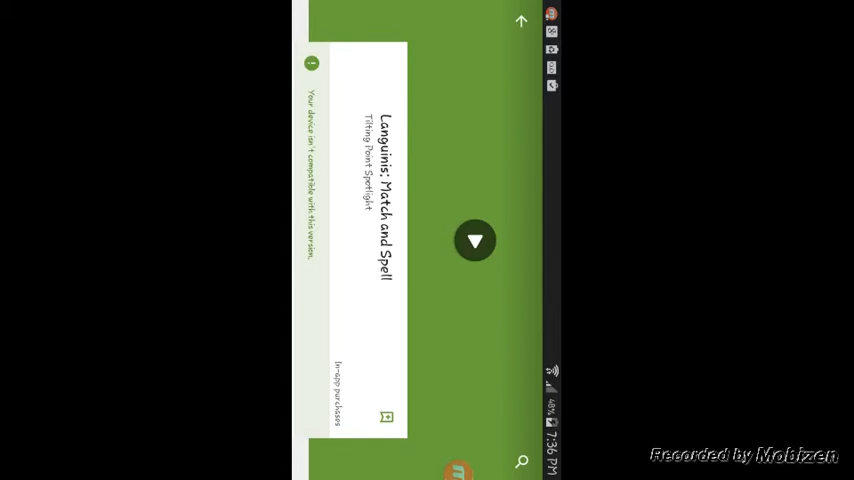 48% 7:36 PM
Languinis: Match and Spell
Tilting Point Spotlight
In-app purchases
Your device isn't compatible with this version.
Recorded by Mobizen